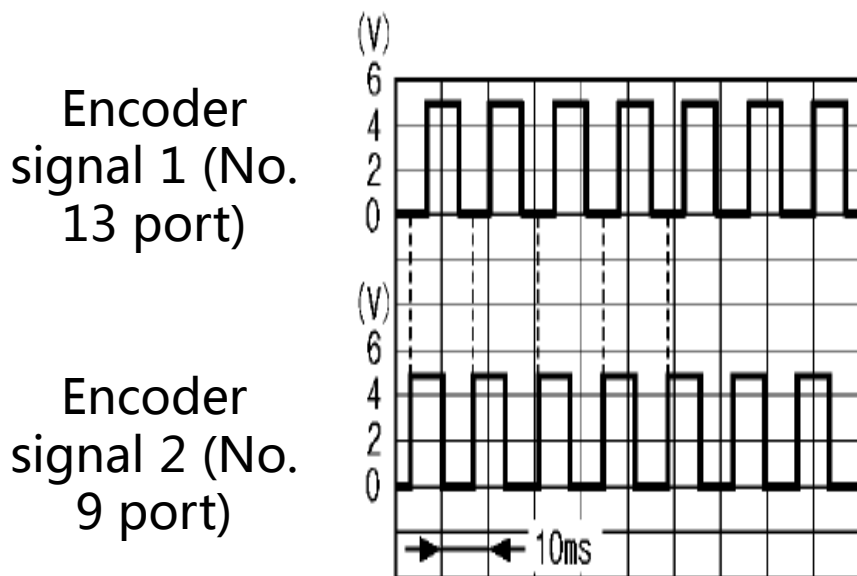 (V)
6
4
2
0
Encoder
signal 1 (No.
13 port)
(V)
6
4
2
0
Encoder
signal 2 (No.
9 port)
10ms